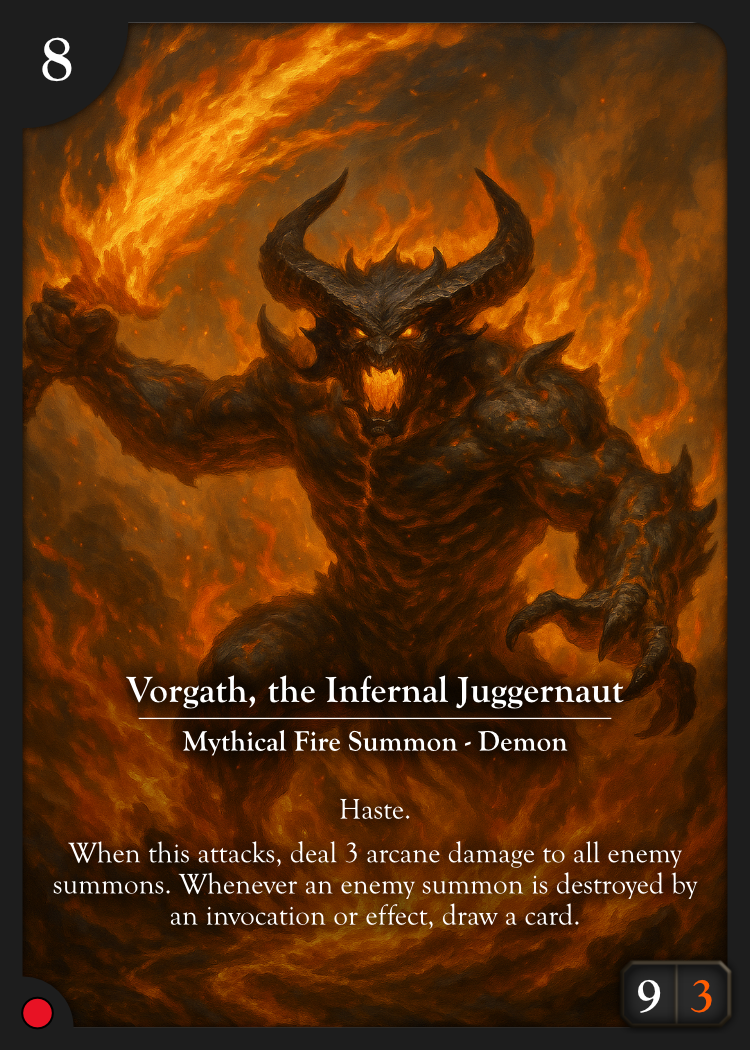 8
Vorgath, the Infernal Juggernaut
Mythical Fire Summon - Demon
Haste.
When this attacks, deal 3 arcane damage to all enemy
summons. Whenever an enemy summon is destroyed by
an invocation or effect, draw a card.
9 3